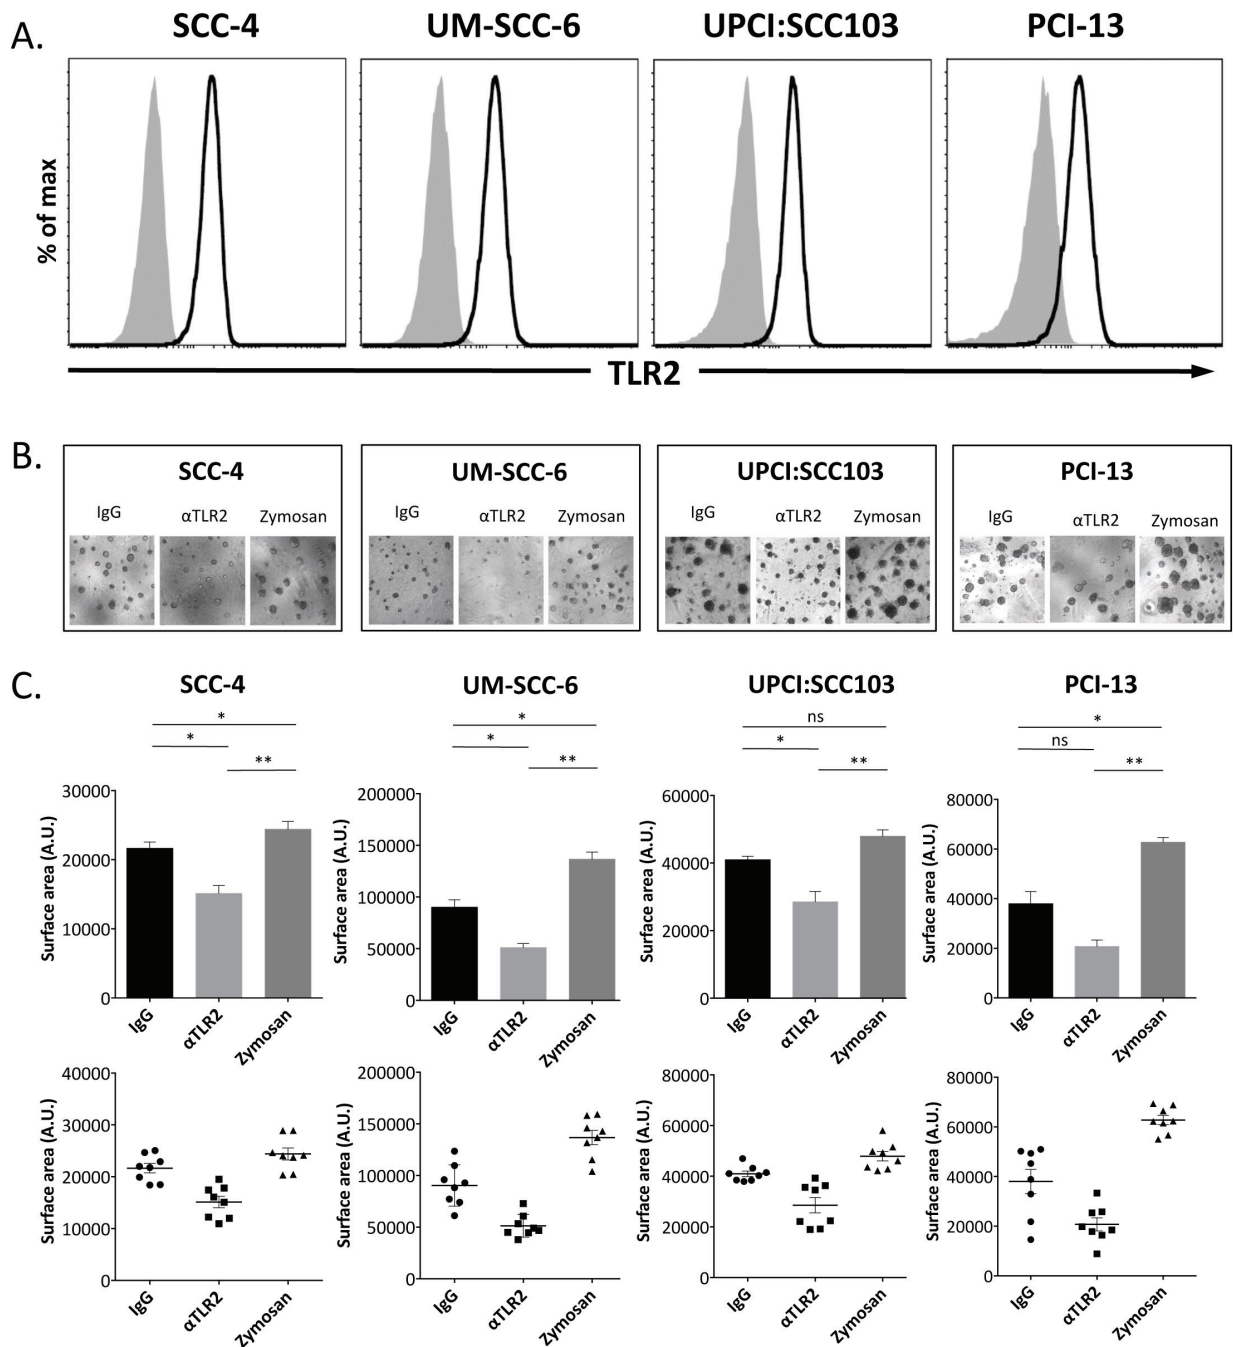 A.
SCC-4 UM-SCC-6 UPCI:SCC103 PCI-13
% of max
TLR2
B.
SCC-4 UM-SCC-6 UPCI:SCC103 PCI-13
IgG αTLR2 Zymosan IgG αTLR2 Zymosan IgG αTLR2 Zymosan IgG αTLR2 Zymosan
C.
SCC-4
*
*
**
Surface area (A.U.)
30000
20000
10000
0
IgG αTLR2 Zymosan
UM-SCC-6
*
*
**
Surface area (A.U.)
200000
150000
100000
50000
0
IgG αTLR2 Zymosan
UPCI:SCC103
ns
*
**
Surface area (A.U.)
60000
40000
20000
0
IgG αTLR2 Zymosan
PCI-13
*
ns
**
Surface area (A.U.)
80000
60000
40000
20000
0
IgG αTLR2 Zymosan
Surface area (A.U.)
40000
30000
20000
10000
0
IgG αTLR2 Zymosan
Surface area (A.U.)
200000
150000
100000
50000
0
IgG αTLR2 Zymosan
Surface area (A.U.)
80000
60000
40000
20000
0
IgG αTLR2 Zymosan
Surface area (A.U.)
80000
60000
40000
20000
0
IgG αTLR2 Zymosan